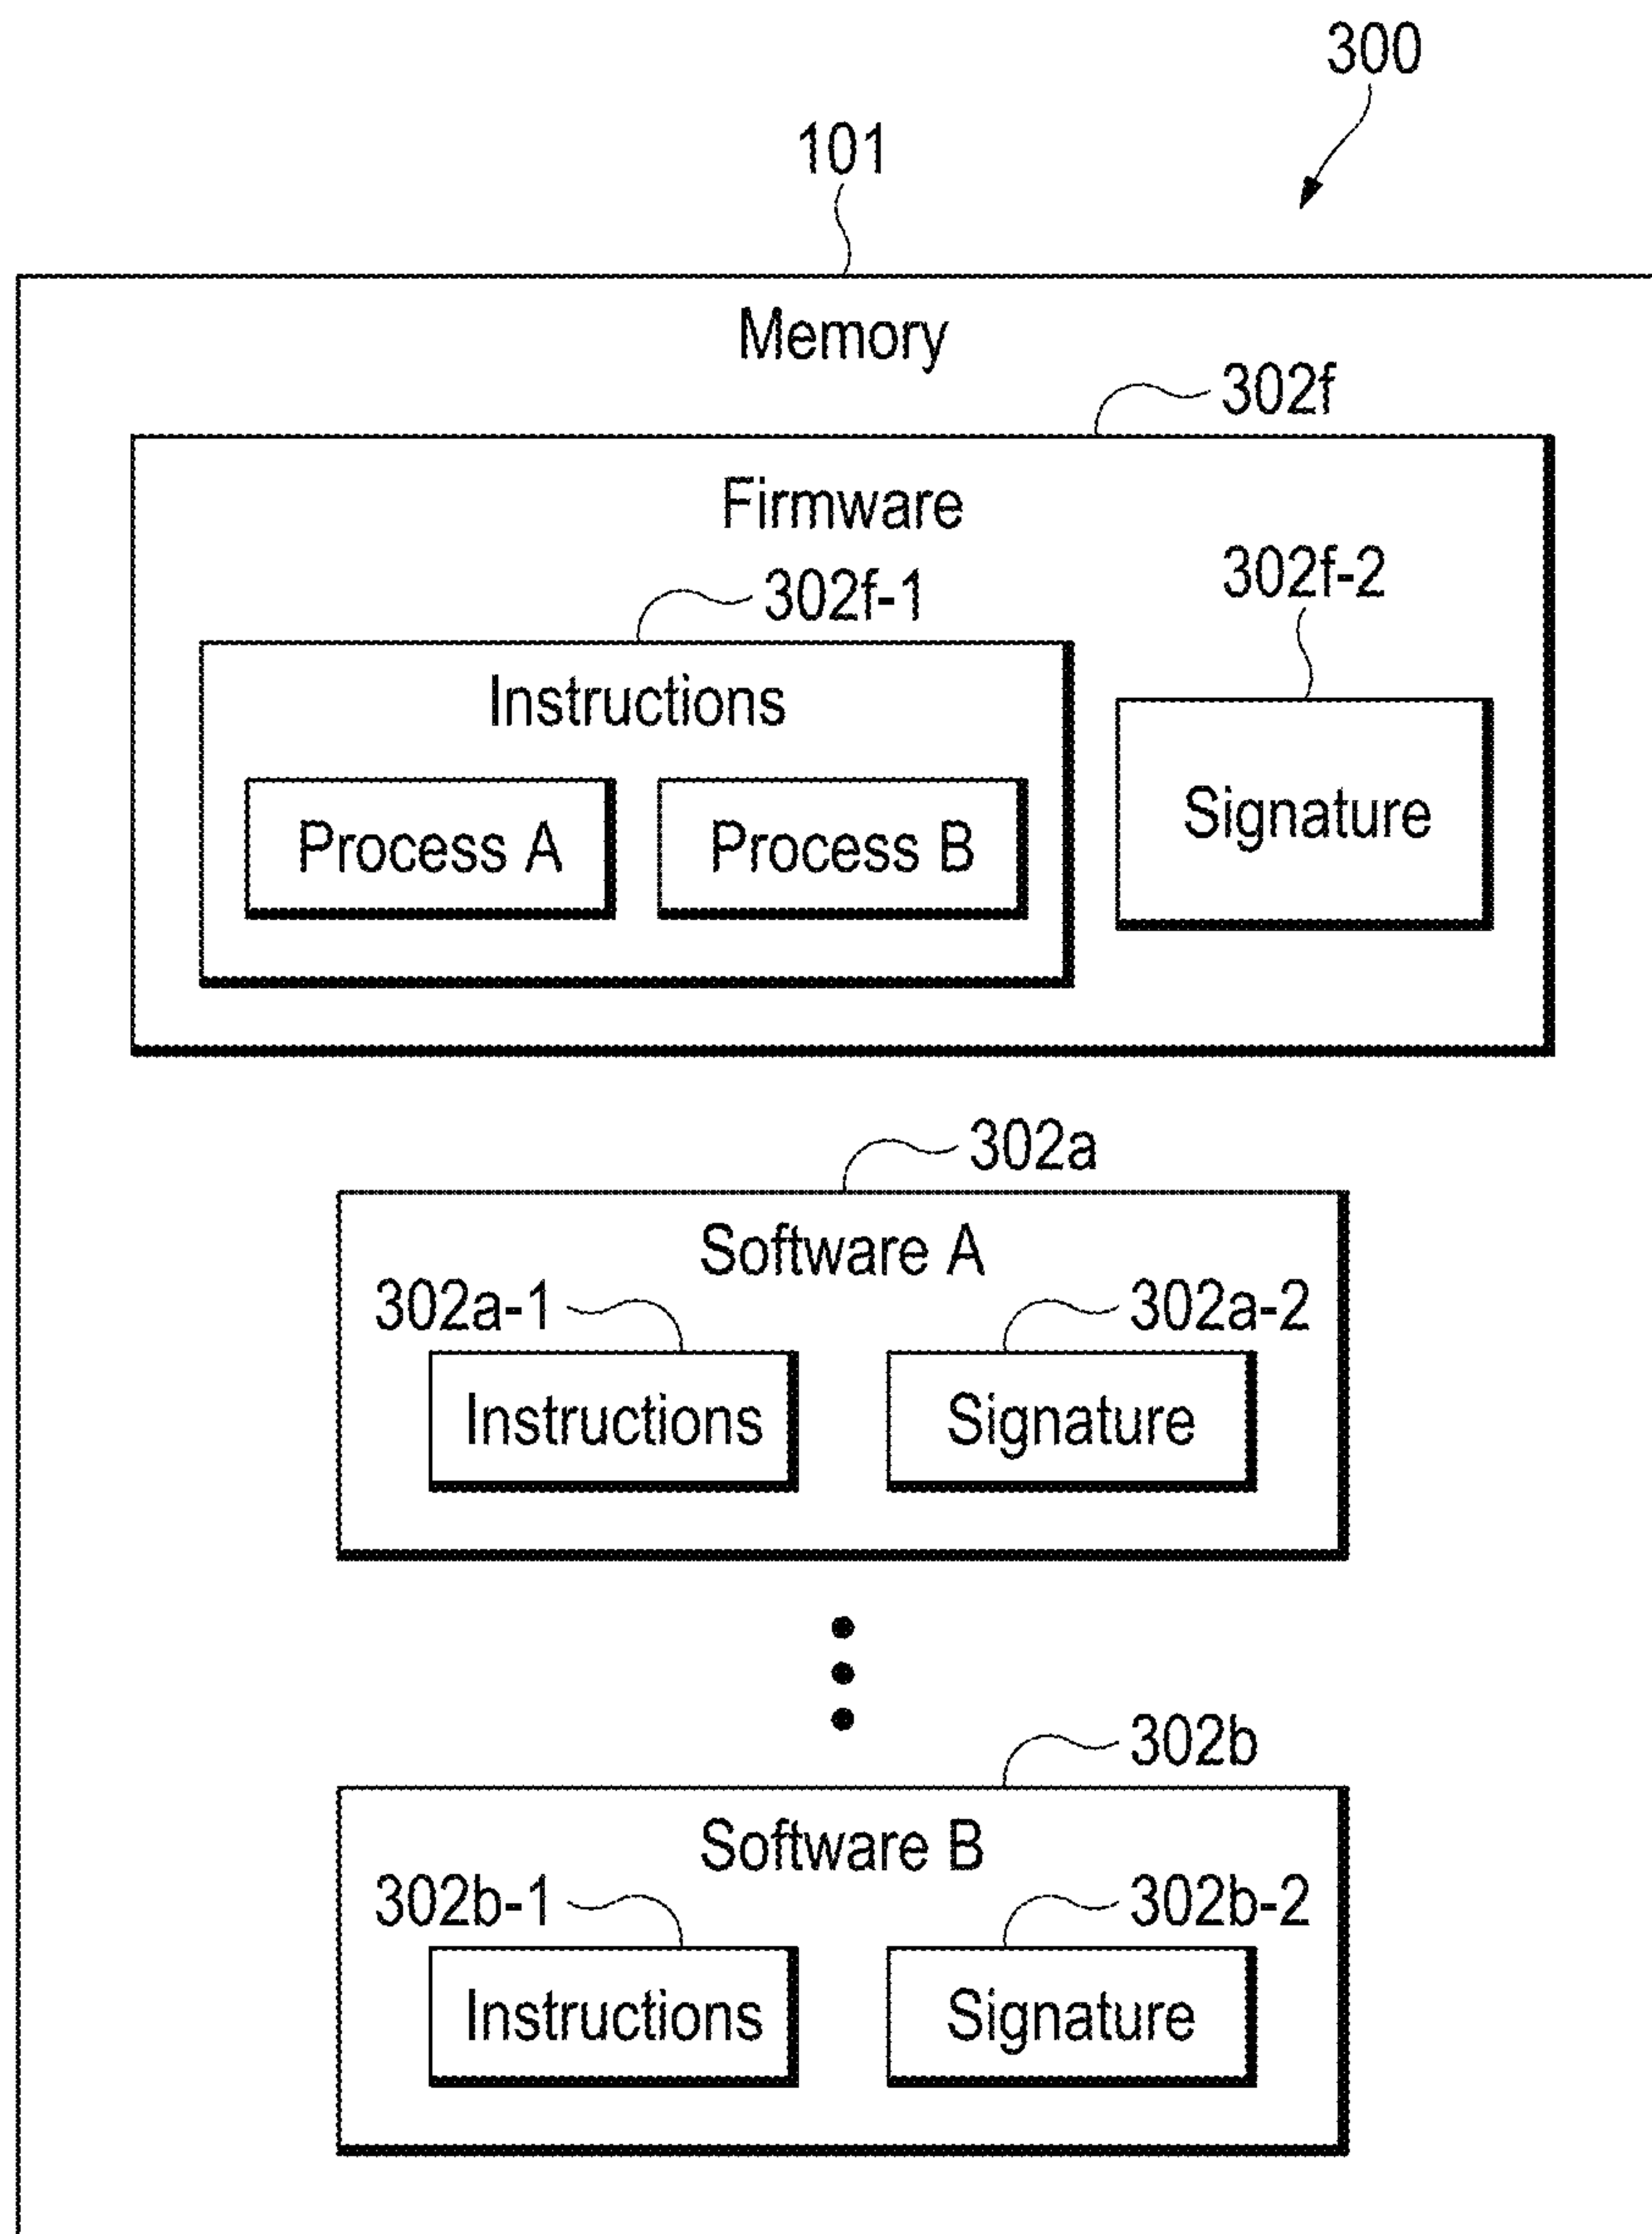 300
101
Memory
302f
Firmware
302f-1
302f-2
Instructions
Process A
Process B
Signature
302a
Software A
302a-1
302a-2
Instructions
Signature
302b
Software B
302b-1
302b-2
Instructions
Signature